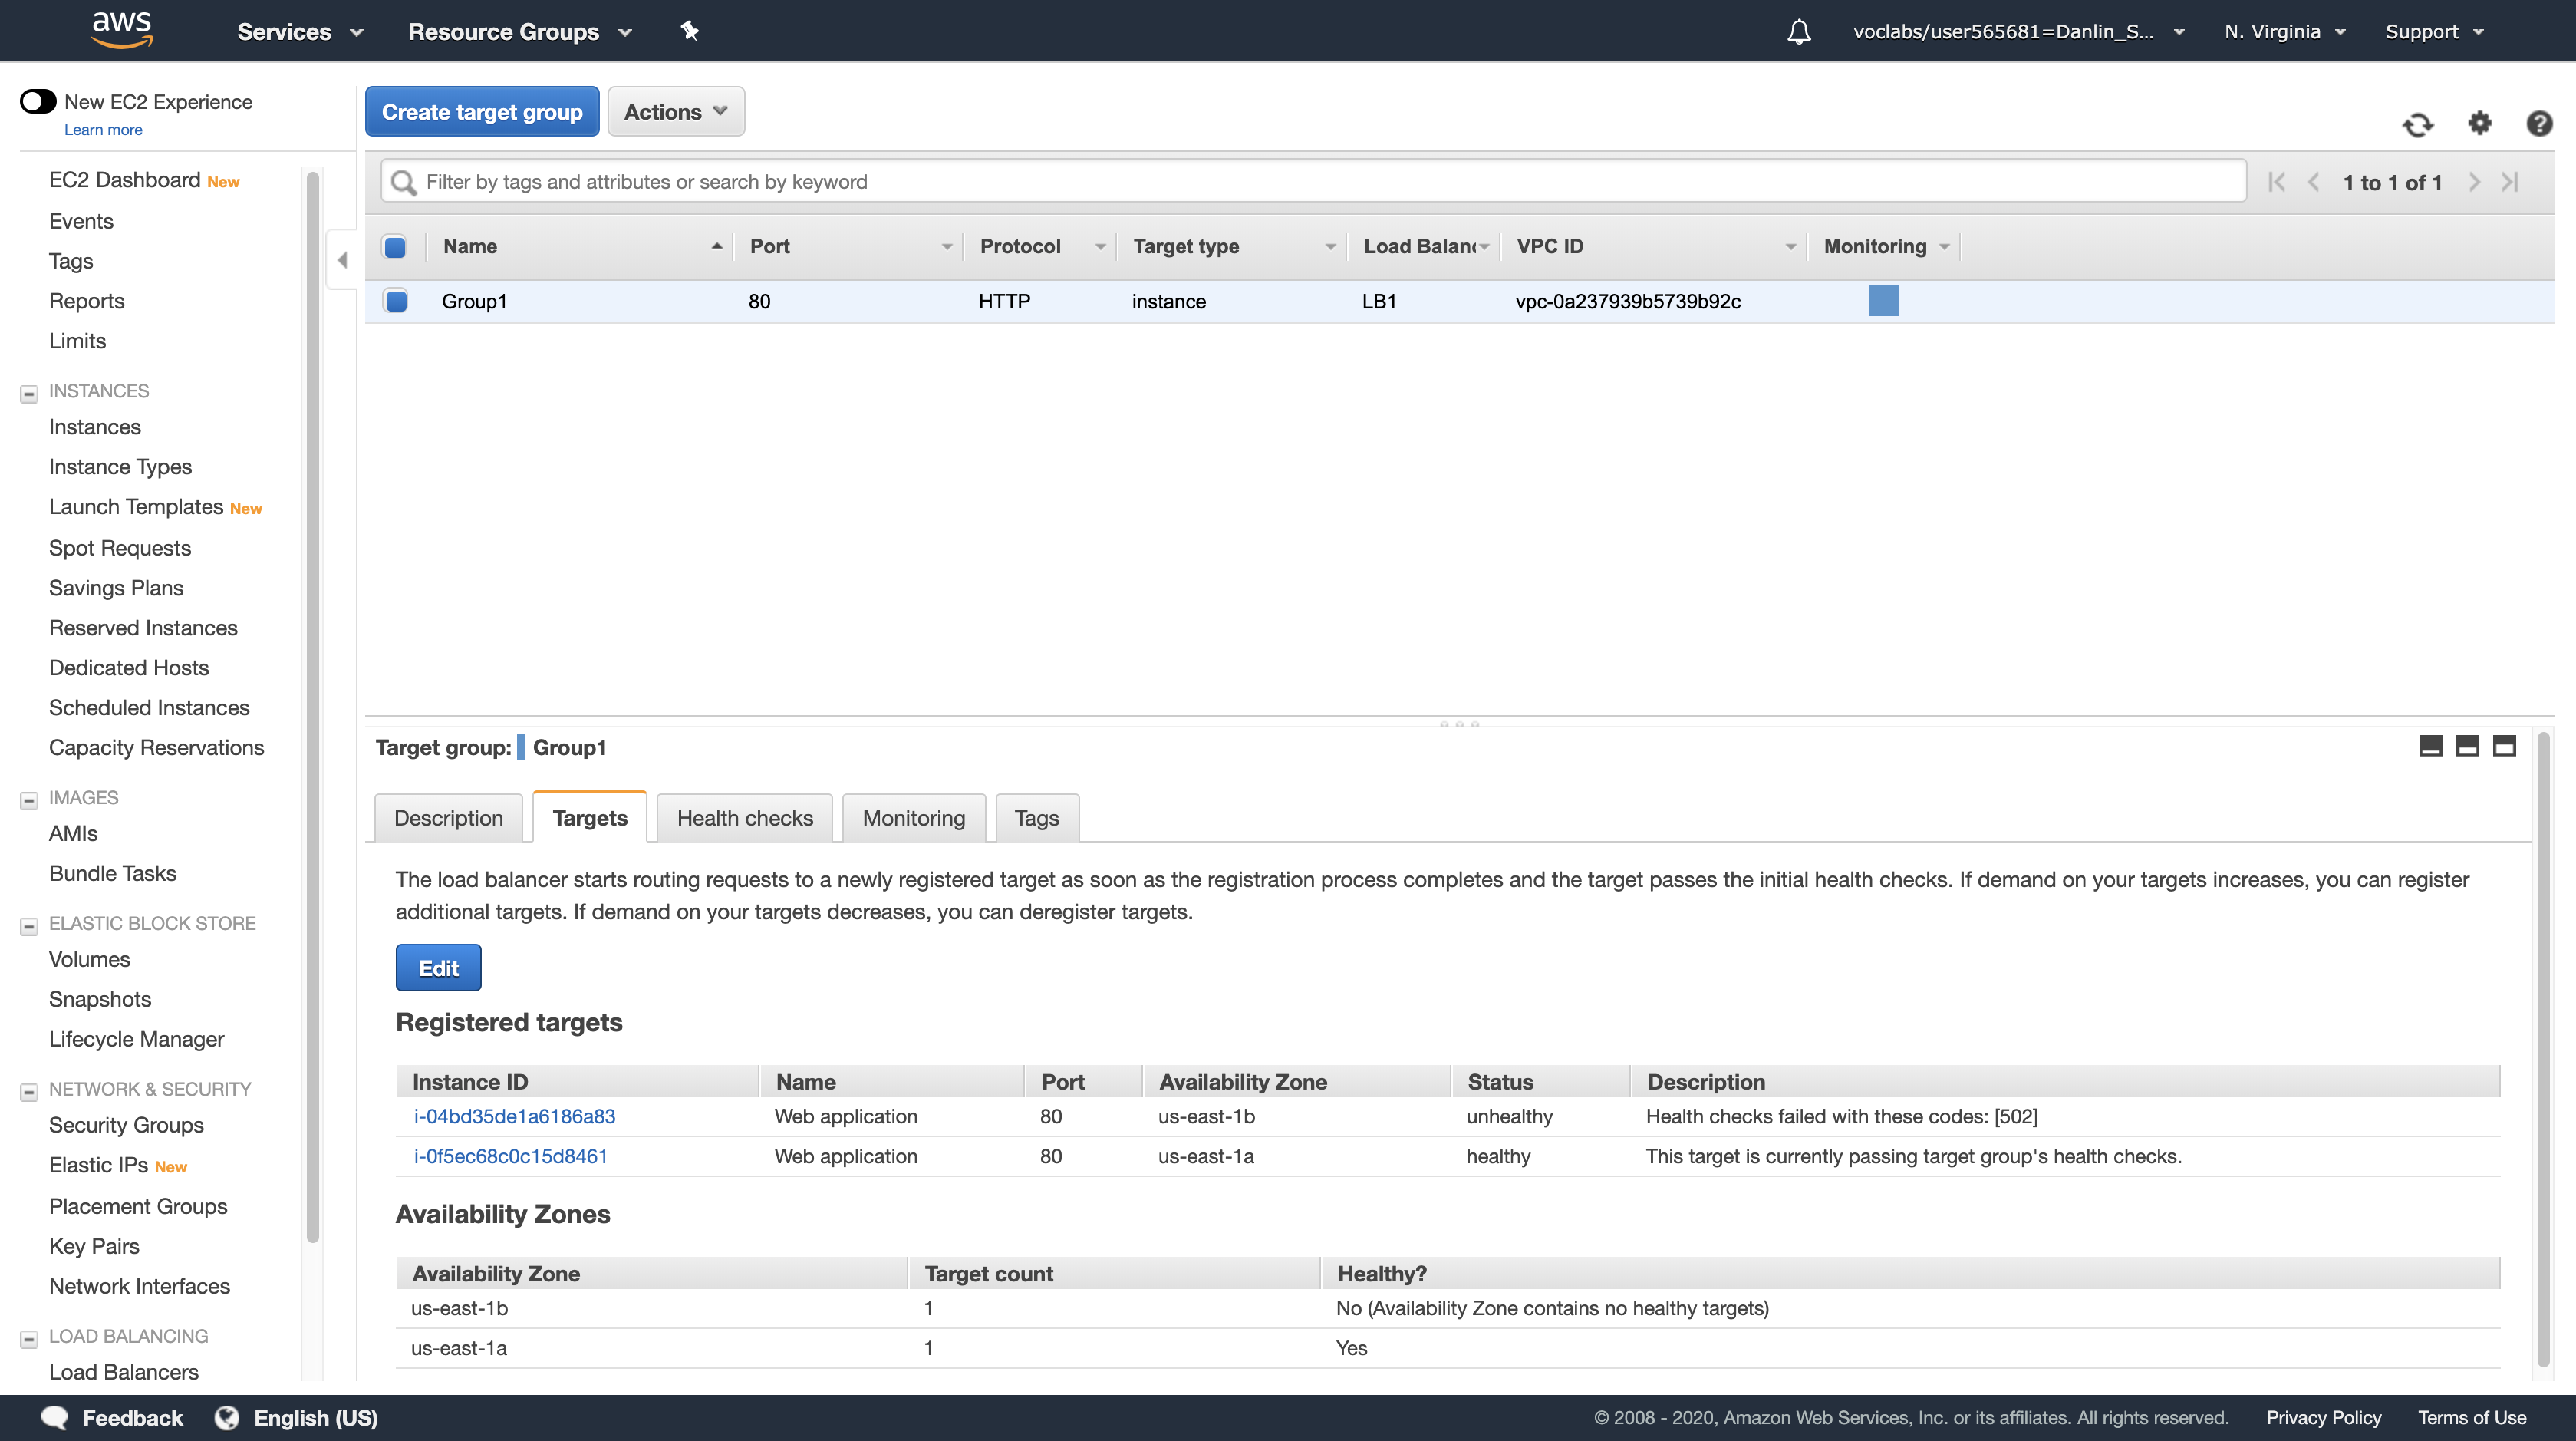 aws Services Resource Groups voclabs/user565681=Danlin_S... N. Virginia Support
New EC2 Experience
Learn more
EC2 Dashboard New
Events
Tags
Reports
Limits
INSTANCES
Instances
Instance Types
Launch Templates New
Spot Requests
Savings Plans
Reserved Instances
Dedicated Hosts
Scheduled Instances
Capacity Reservations
IMAGES
AMIs
Bundle Tasks
ELASTIC BLOCK STORE
Volumes
Snapshots
Lifecycle Manager
NETWORK & SECURITY
Security Groups
Elastic IPs New
Placement Groups
Key Pairs
Network Interfaces
LOAD BALANCING
Load Balancers
Create target group Actions
Filter by tags and attributes or search by keyword 1 to 1 of 1
Name Port Protocol Target type Load Balanc VPC ID Monitoring
Group1 80 HTTP instance LB1 vpc-0a237939b5739b92c
Target group: Group1
Description Targets Health checks Monitoring Tags
The load balancer starts routing requests to a newly registered target as soon as the registration process completes and the target passes the initial health checks. If demand on your targets increases, you can register
additional targets. If demand on your targets decreases, you can deregister targets.
Edit
Registered targets
Instance ID Name Port Availability Zone Status Description
i-04bd35de1a6186a83 Web application 80 us-east-1b unhealthy Health checks failed with these codes: [502]
i-0f5ec68c0c15d8461 Web application 80 us-east-1a healthy This target is currently passing target group's health checks.
Availability Zones
Availability Zone Target count Healthy?
us-east-1b 1 No (Availability Zone contains no healthy targets)
us-east-1a 1 Yes
Feedback English (US) © 2008 - 2020, Amazon Web Services, Inc. or its affiliates. All rights reserved. Privacy Policy Terms of Use